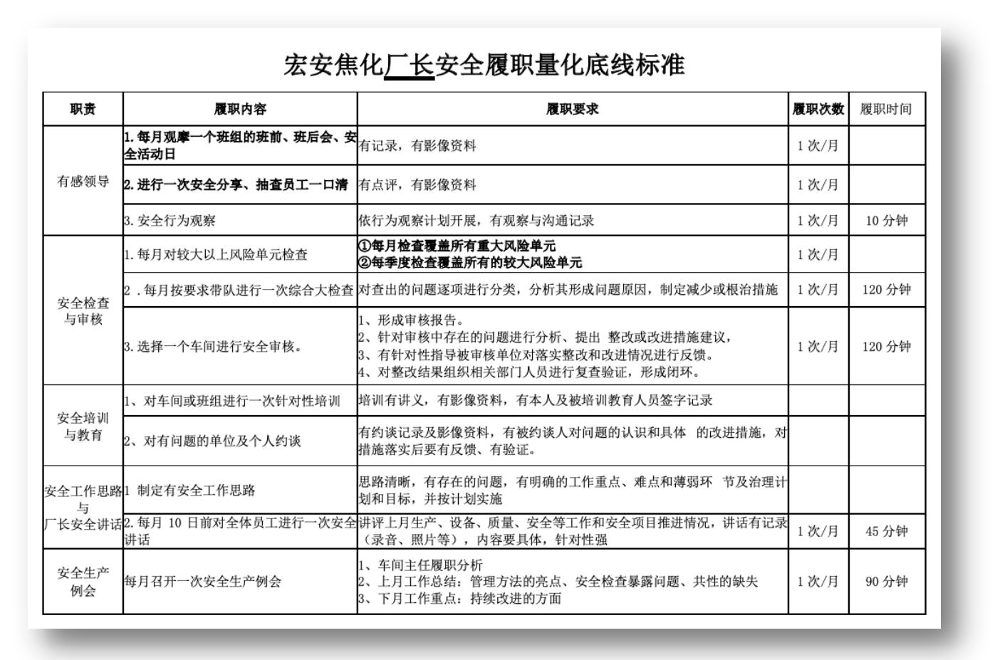 宏安焦化厂长安全履职量化底线标准
职责 履职内容 履职要求 履职次数 履职时间
有感领导
1.每月观摩一个班组的班前、班后会、安
全活动日
有记录，有影像资料
1 次/月
2.进行一次安全分享、抽查员工一口清
有点评，有影像资料
1 次/月
3.安全行为观察
依行为观察计划开展，有观察与沟通记录
1 次/月
10 分钟
安全检查
与审核
1.每月对较大以上风险单元检查
①每月检查覆盖所有重大风险单元
②每季度检查覆盖所有的较大风险单元
1 次/月
2 .每月按要求带队进行一次综合大检查
对查出的问题逐项进行分类，分析其形成问题原因，制定减少或根治措施
1 次/月
120 分钟
3.选择一个车间进行安全审核。
1、形成审核报告。
2、针对审核中存在的问题进行分析、提出 整改或改进措施建议，
3、有针对性指导被审核单位对落实整改和改进情况进行反馈。
4、对整改结果组织相关部门人员进行复查验证，形成闭环。
1 次/月
120 分钟
安全培训
与教育
1、对车间或班组进行一次针对性培训
培训有讲义，有影像资料，有本人及被培训教育人员签字记录
2、对有问题的单位及个人约谈
有约谈记录及影像资料，有被约谈人对问题的认识和具体 的改进措施，对
措施落实后要有反馈、有验证。
安全工作思路
与
厂长安全讲话
1 制定有安全工作思路
思路清晰，有存在的问题，有明确的工作重点、难点和薄弱环 节及治理计
划和目标，并按计划实施
2.每月 10 日前对全体员工进行一次安全
讲话
讲评上月生产、设备、质量、安全等工作和安全项目推进情况，讲话有记录
（录音、照片等），内容要具体，针对性强
1 次/月
45 分钟
安全生产
例会
每月召开一次安全生产例会
1、车间主任履职分析
2、上月工作总结：管理方法的亮点、安全检查暴露问题、共性的缺失
3、下月工作重点：持续改进的方面
1 次/月
90 分钟